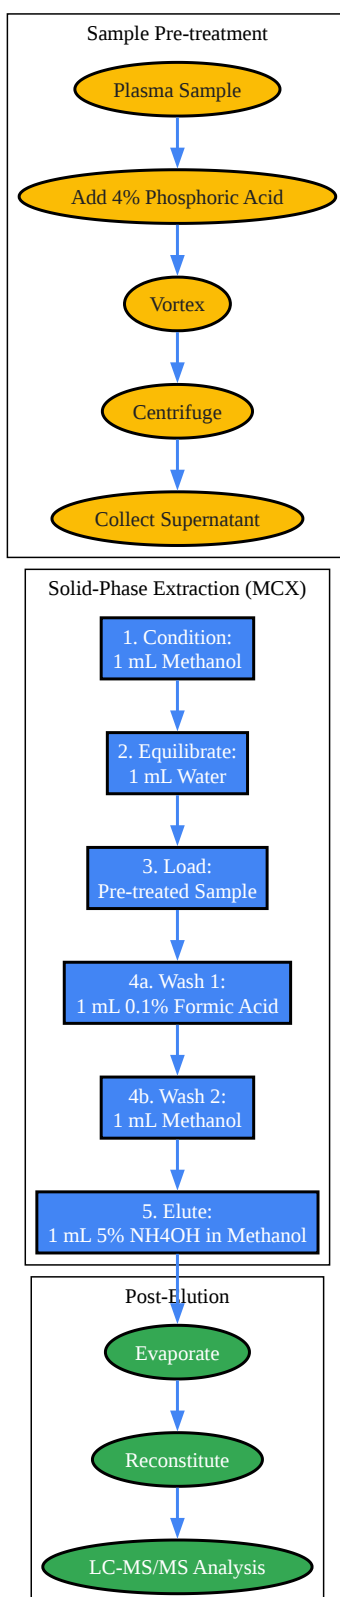 Sample Pre-treatment
Plasma Sample
Add 4% Phosphoric Acid
Vortex
Centrifuge
Collect Supernatant
Solid-Phase Extraction (MCX)
1. Condition:
1 mL Methanol
2. Equilibrate:
1 mL Water
3. Load:
Pre-treated Sample
4a. Wash 1:
1 mL 0.1% Formic Acid
4b. Wash 2:
1 mL Methanol
5. Elute:
1 mL 5% NH4OH in Methanol
Post-Elution
Evaporate
Reconstitute
LC-MS/MS Analysis